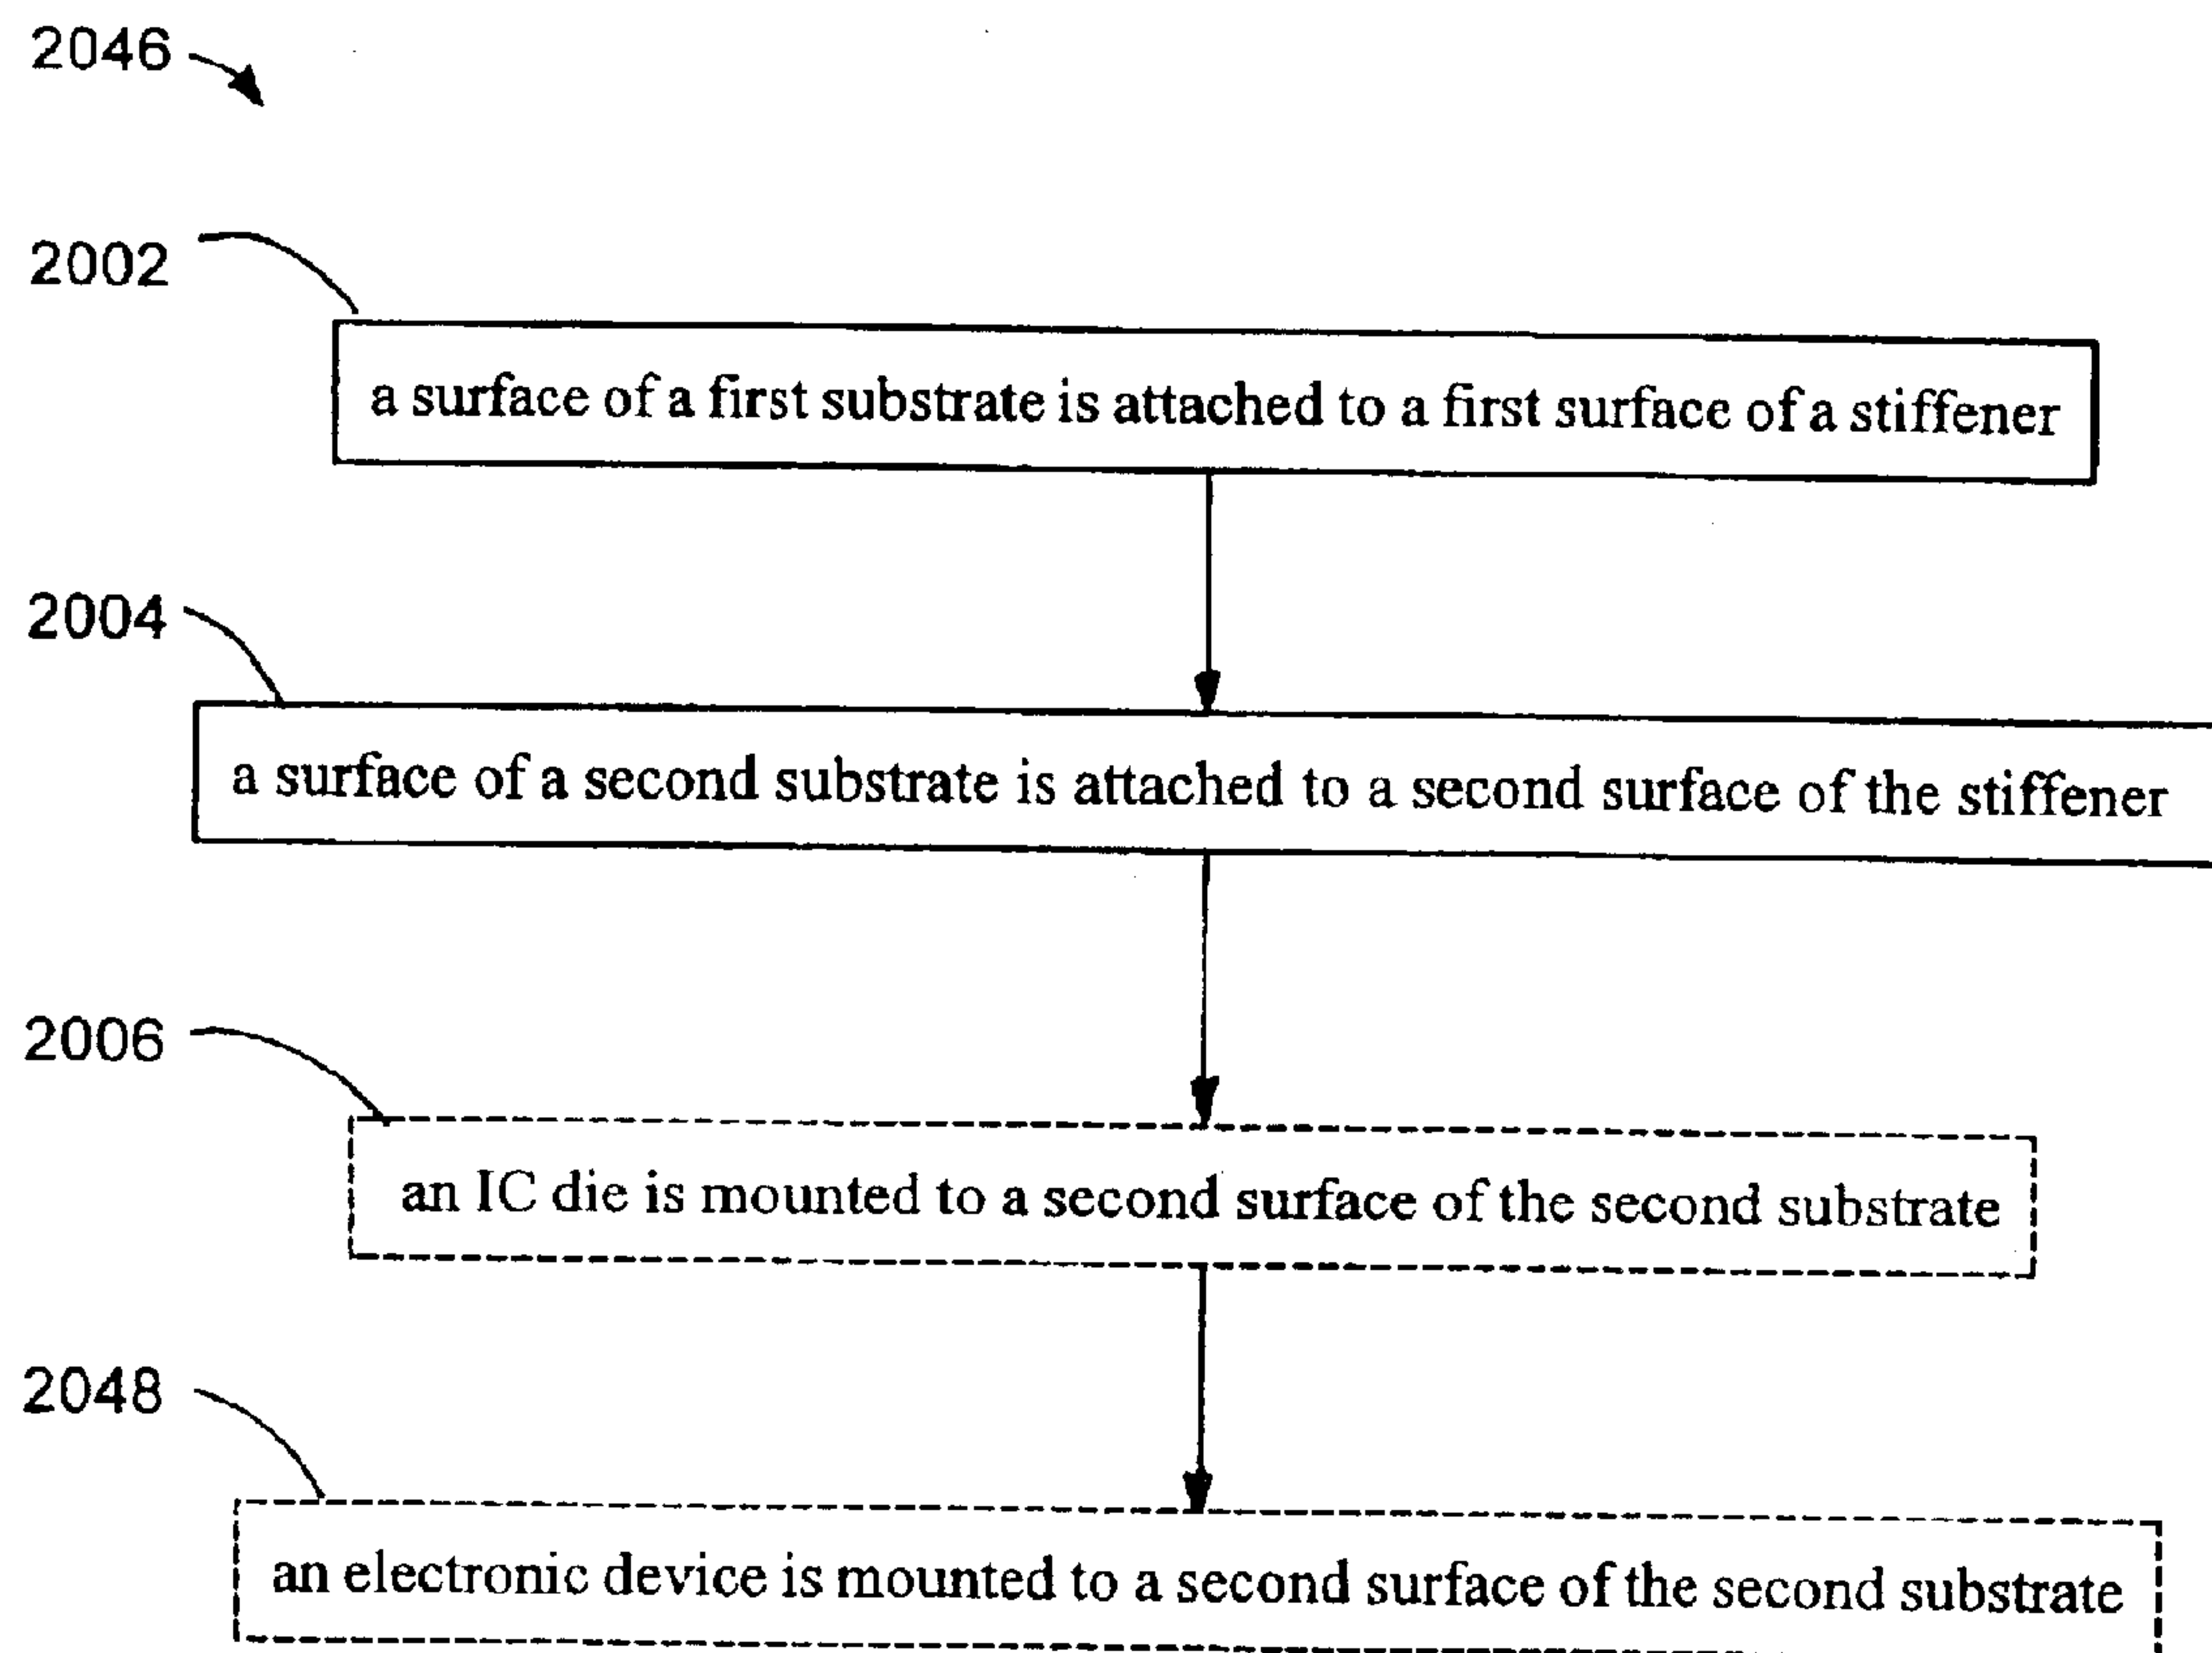 2046
2002
a surface of a first substrate is attached to a first surface of a stiffener
2004
a surface of a second substrate is attached to a second surface of the stiffener
2006
an IC die is mounted to a second surface of the second substrate
2048
an electronic device is mounted to a second surface of the second substrate